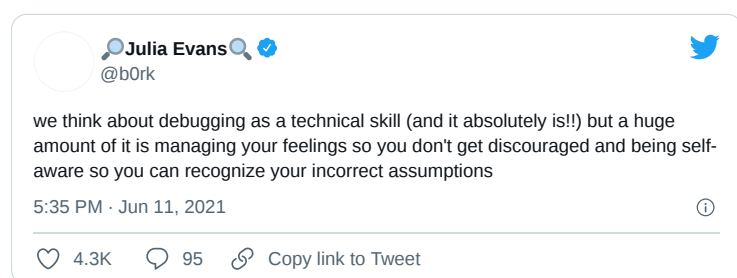 🔎Julia Evans🔍
@b0rk
we think about debugging as a technical skill (and it absolutely is!!) but a huge
amount of it is managing your feelings so you don't get discouraged and being self-
aware so you can recognize your incorrect assumptions
5:35 PM · Jun 11, 2021
4.3K 95 Copy link to Tweet